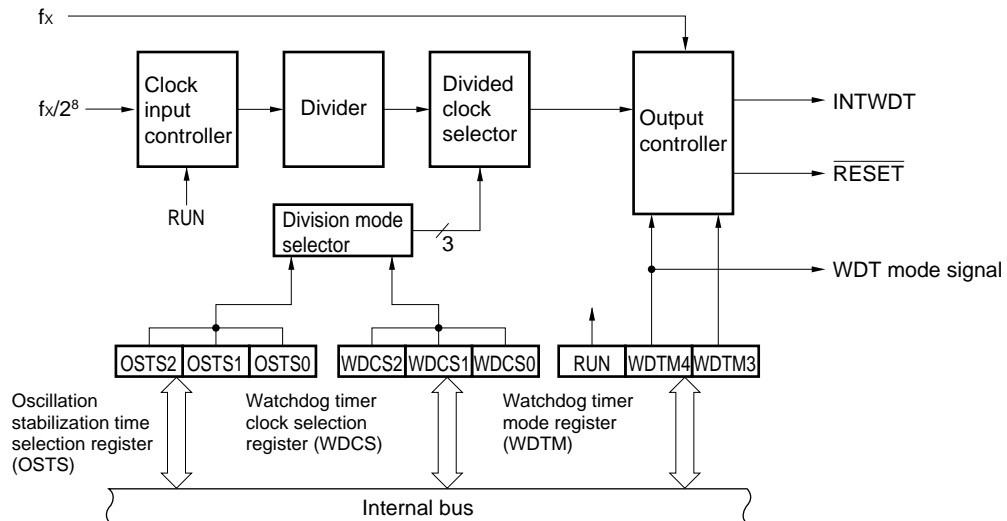 fX
fX/2⁸
Clock
input
controller
RUN
Divider
Divided
clock
selector
Division mode
selector
3
Output
controller
INTWDT
RESET
WDT mode signal
OSTS2 OSTS1 OSTS0
WDCS2 WDCS1 WDCS0
RUN WDTM4 WDTM3
Oscillation
stabilization time
selection register
(OSTS)
Watchdog timer
clock selection
register (WDCS)
Watchdog timer
mode register
(WDTM)
Internal bus